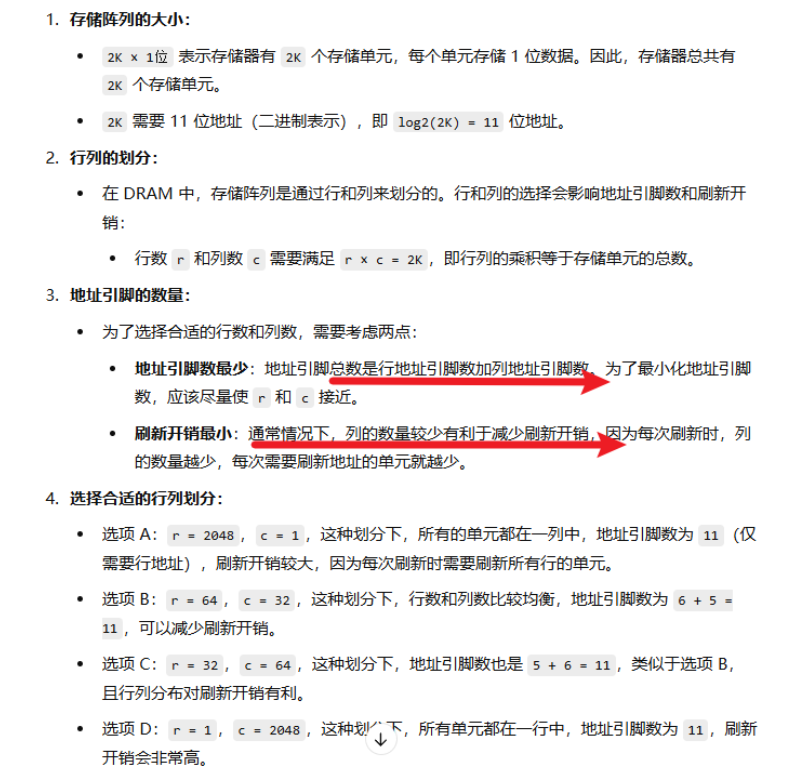 1. 存储阵列的大小：
• 2K × 1位 表示存储器有 2K 个存储单元，每个单元存储 1 位数据。因此，存储器总共有
2K 个存储单元。
• 2K 需要 11 位地址（二进制表示），即 log2(2K) = 11 位地址。
2. 行列的划分：
• 在 DRAM 中，存储阵列是通过行和列来划分的。行和列的选择会影响地址引脚数和刷新开
销：
• 行数 r 和列数 c 需要满足 r × c = 2K，即行列的乘积等于存储单元的总数。
3. 地址引脚的数量：
• 为了选择合适的行数和列数，需要考虑两点：
• 地址引脚数最少：地址引脚总数是行地址引脚数加列地址引脚数。为了最小化地址引脚
数，应该尽量使 r 和 c 接近。
• 刷新开销最小：通常情况下，列的数量较少有利于减少刷新开销，因为每次刷新时，列
的数量越少，每次需要刷新地址的单元就越少。
4. 选择合适的行列划分：
• 选项 A：r = 2048，c = 1，这种划分下，所有的单元都在一列中，地址引脚数为 11（仅
需要行地址），刷新开销较大，因为每次刷新时需要刷新所有行的单元。
• 选项 B：r = 64，c = 32，这种划分下，行数和列数比较均衡，地址引脚数为 6 + 5 =
11，可以减少刷新开销。
• 选项 C：r = 32，c = 64，这种划分下，地址引脚数也是 5 + 6 = 11，类似于选项 B，
且行列分布对刷新开销有利。
• 选项 D：r = 1，c = 2048，这种划分下，所有单元都在一行中，地址引脚数为 11，刷新
开销会非常高。